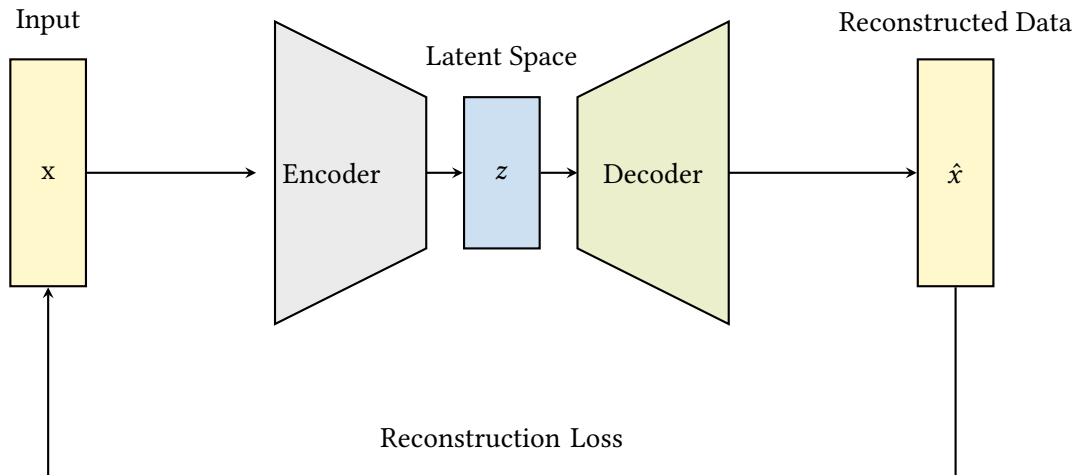 Input
Reconstructed Data
Latent Space
x
Encoder
z
Decoder
x̂
Reconstruction Loss